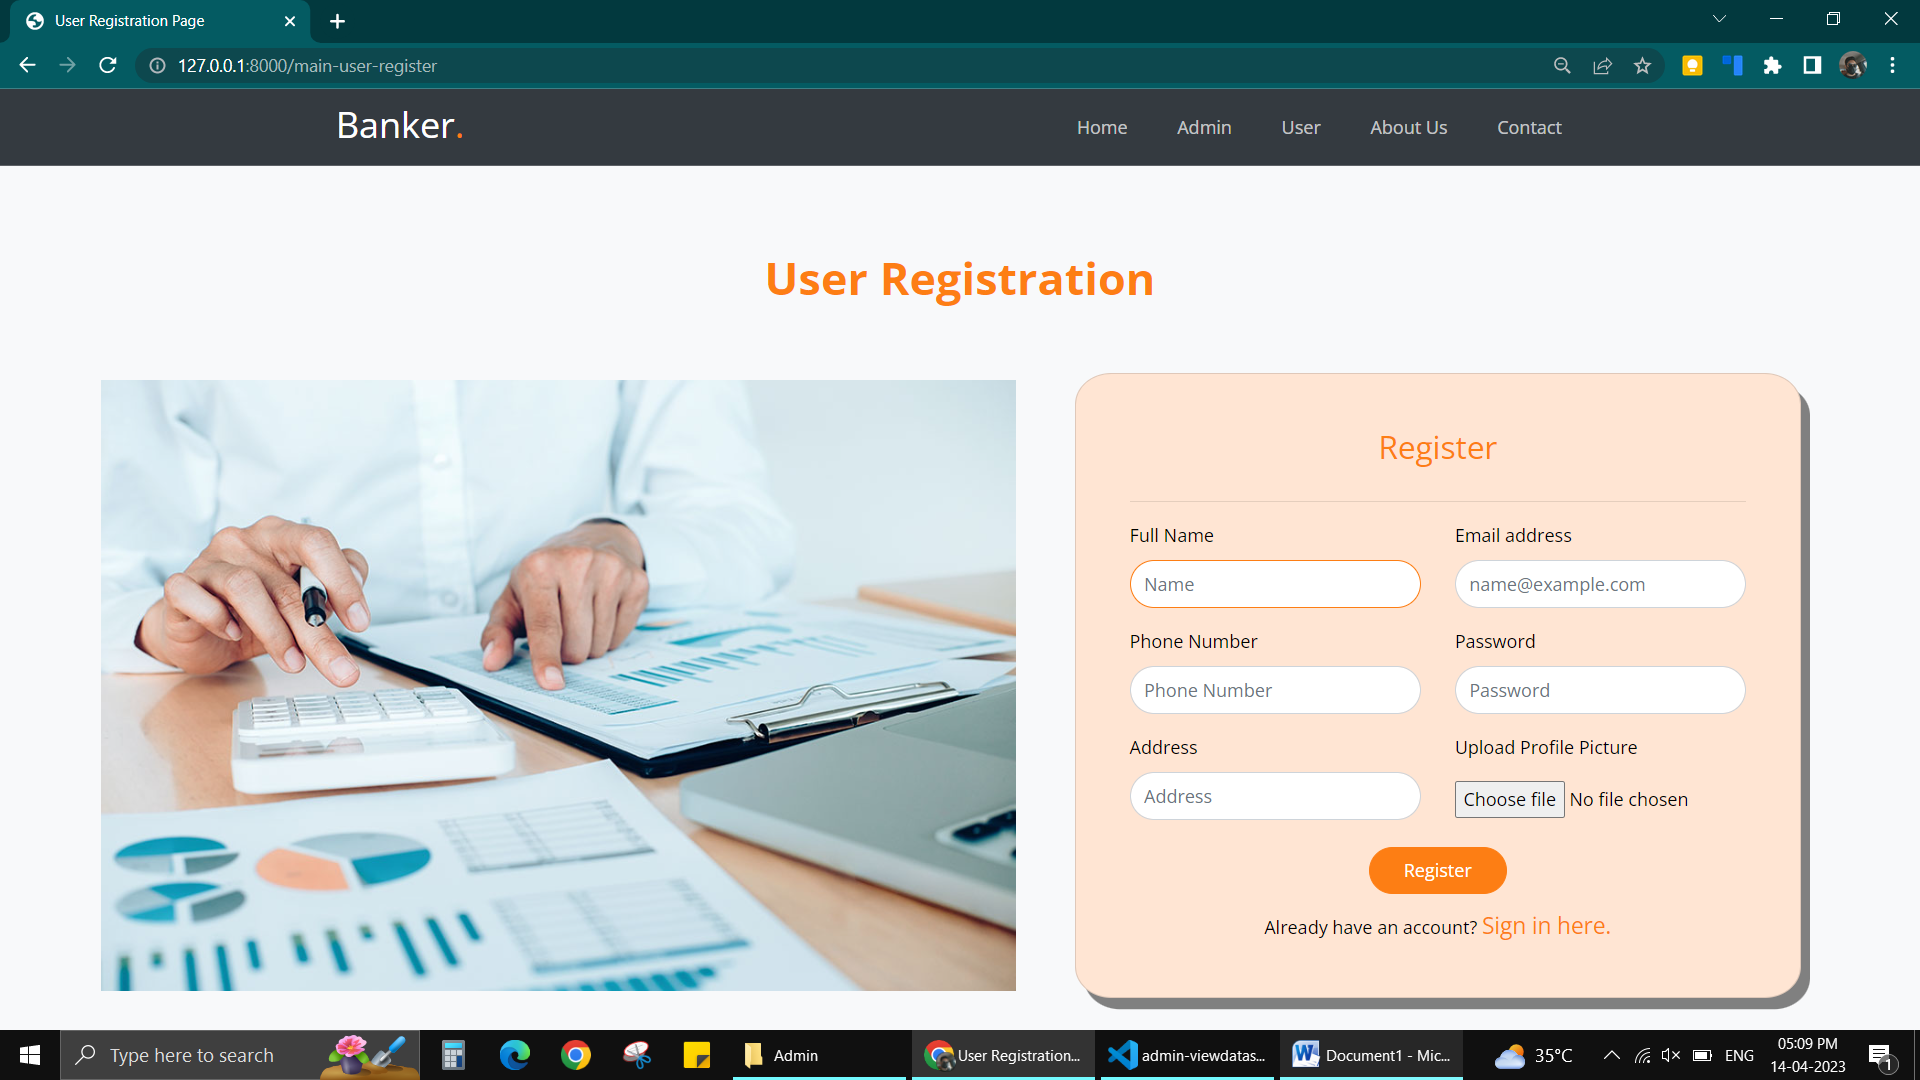 User Registration Page
127.0.0.1:8000/main-user-register
Banker.
Home Admin User About Us Contact
User Registration
Register
Full Name Email address
Name name@example.com
Phone Number Password
Phone Number Password
Address Upload Profile Picture
Address Choose file No file chosen
Register
Already have an account? Sign in here.
Type here to search
Admin
User Registration...
admin-viewdatas...
Document1 - Mic...
35°C
ENG
05:09 PM
14-04-2023
1